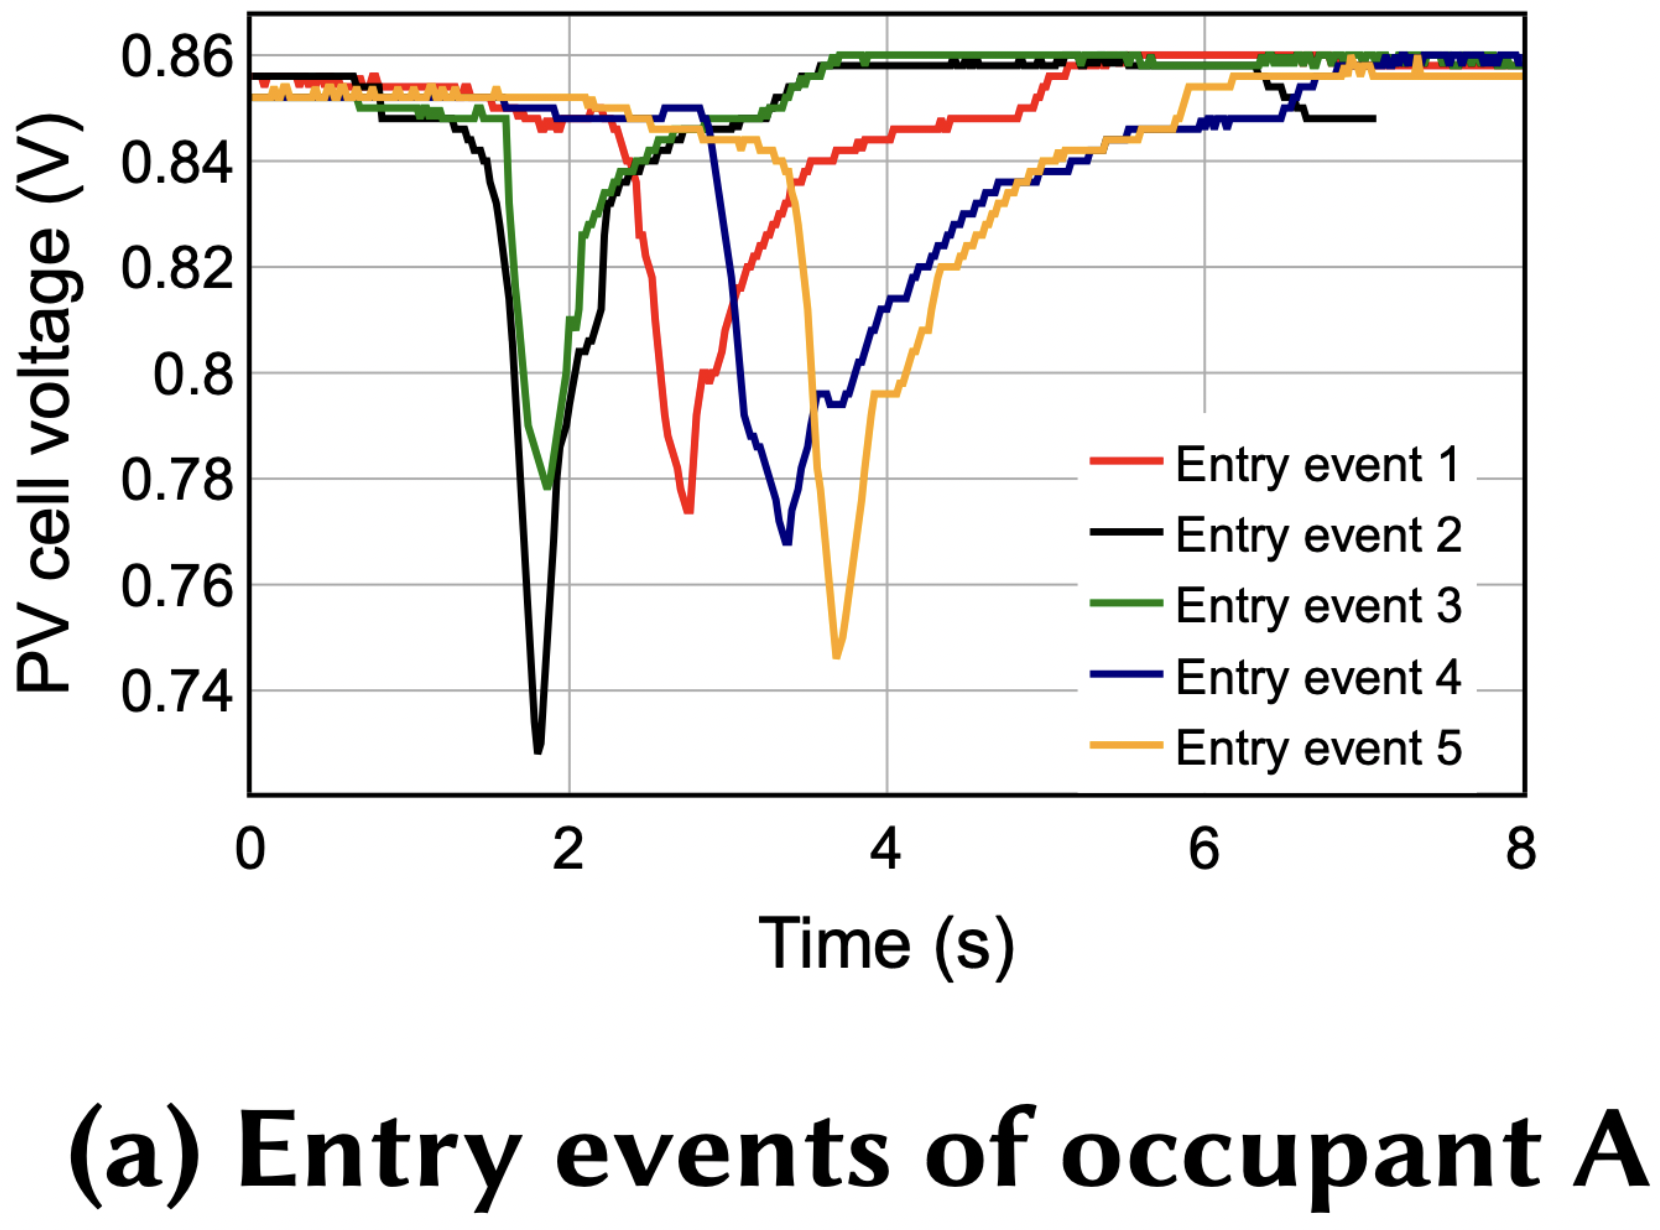 PV cell voltage (V)
0.86
0.84
0.82
0.8
0.78
0.76
0.74
Entry event 1
Entry event 2
Entry event 3
Entry event 4
Entry event 5
0 2 4 6 8
Time (s)
(a) Entry events of occupant A